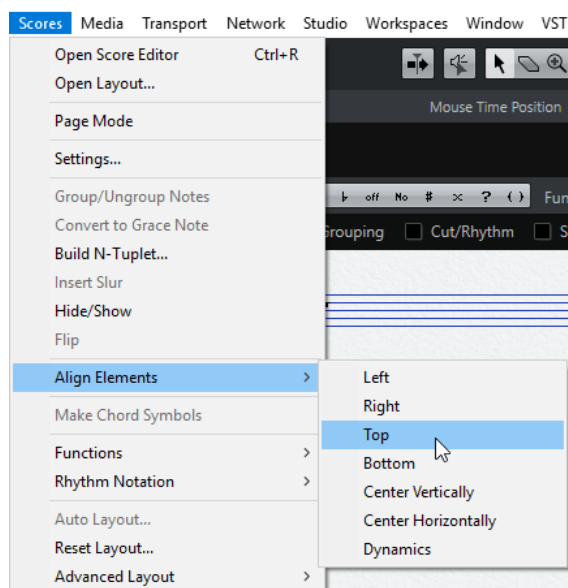 Scores Media Transport Network Studio Workspaces Window VST
Open Score Editor Ctrl+R
Open Layout...
Page Mode
Mouse Time Position
Settings...
Group/Ungroup Notes
off No # x ? ( )
Convert to Grace Note
Build N-Tuplet...
Cut/Rhythm
Insert Slur
Hide/Show
Flip
Align Elements >
Left
Right
Top
Bottom
Center Vertically
Center Horizontally
Dynamics
Make Chord Symbols
Functions >
Rhythm Notation >
Auto Layout...
Reset Layout...
Advanced Layout >